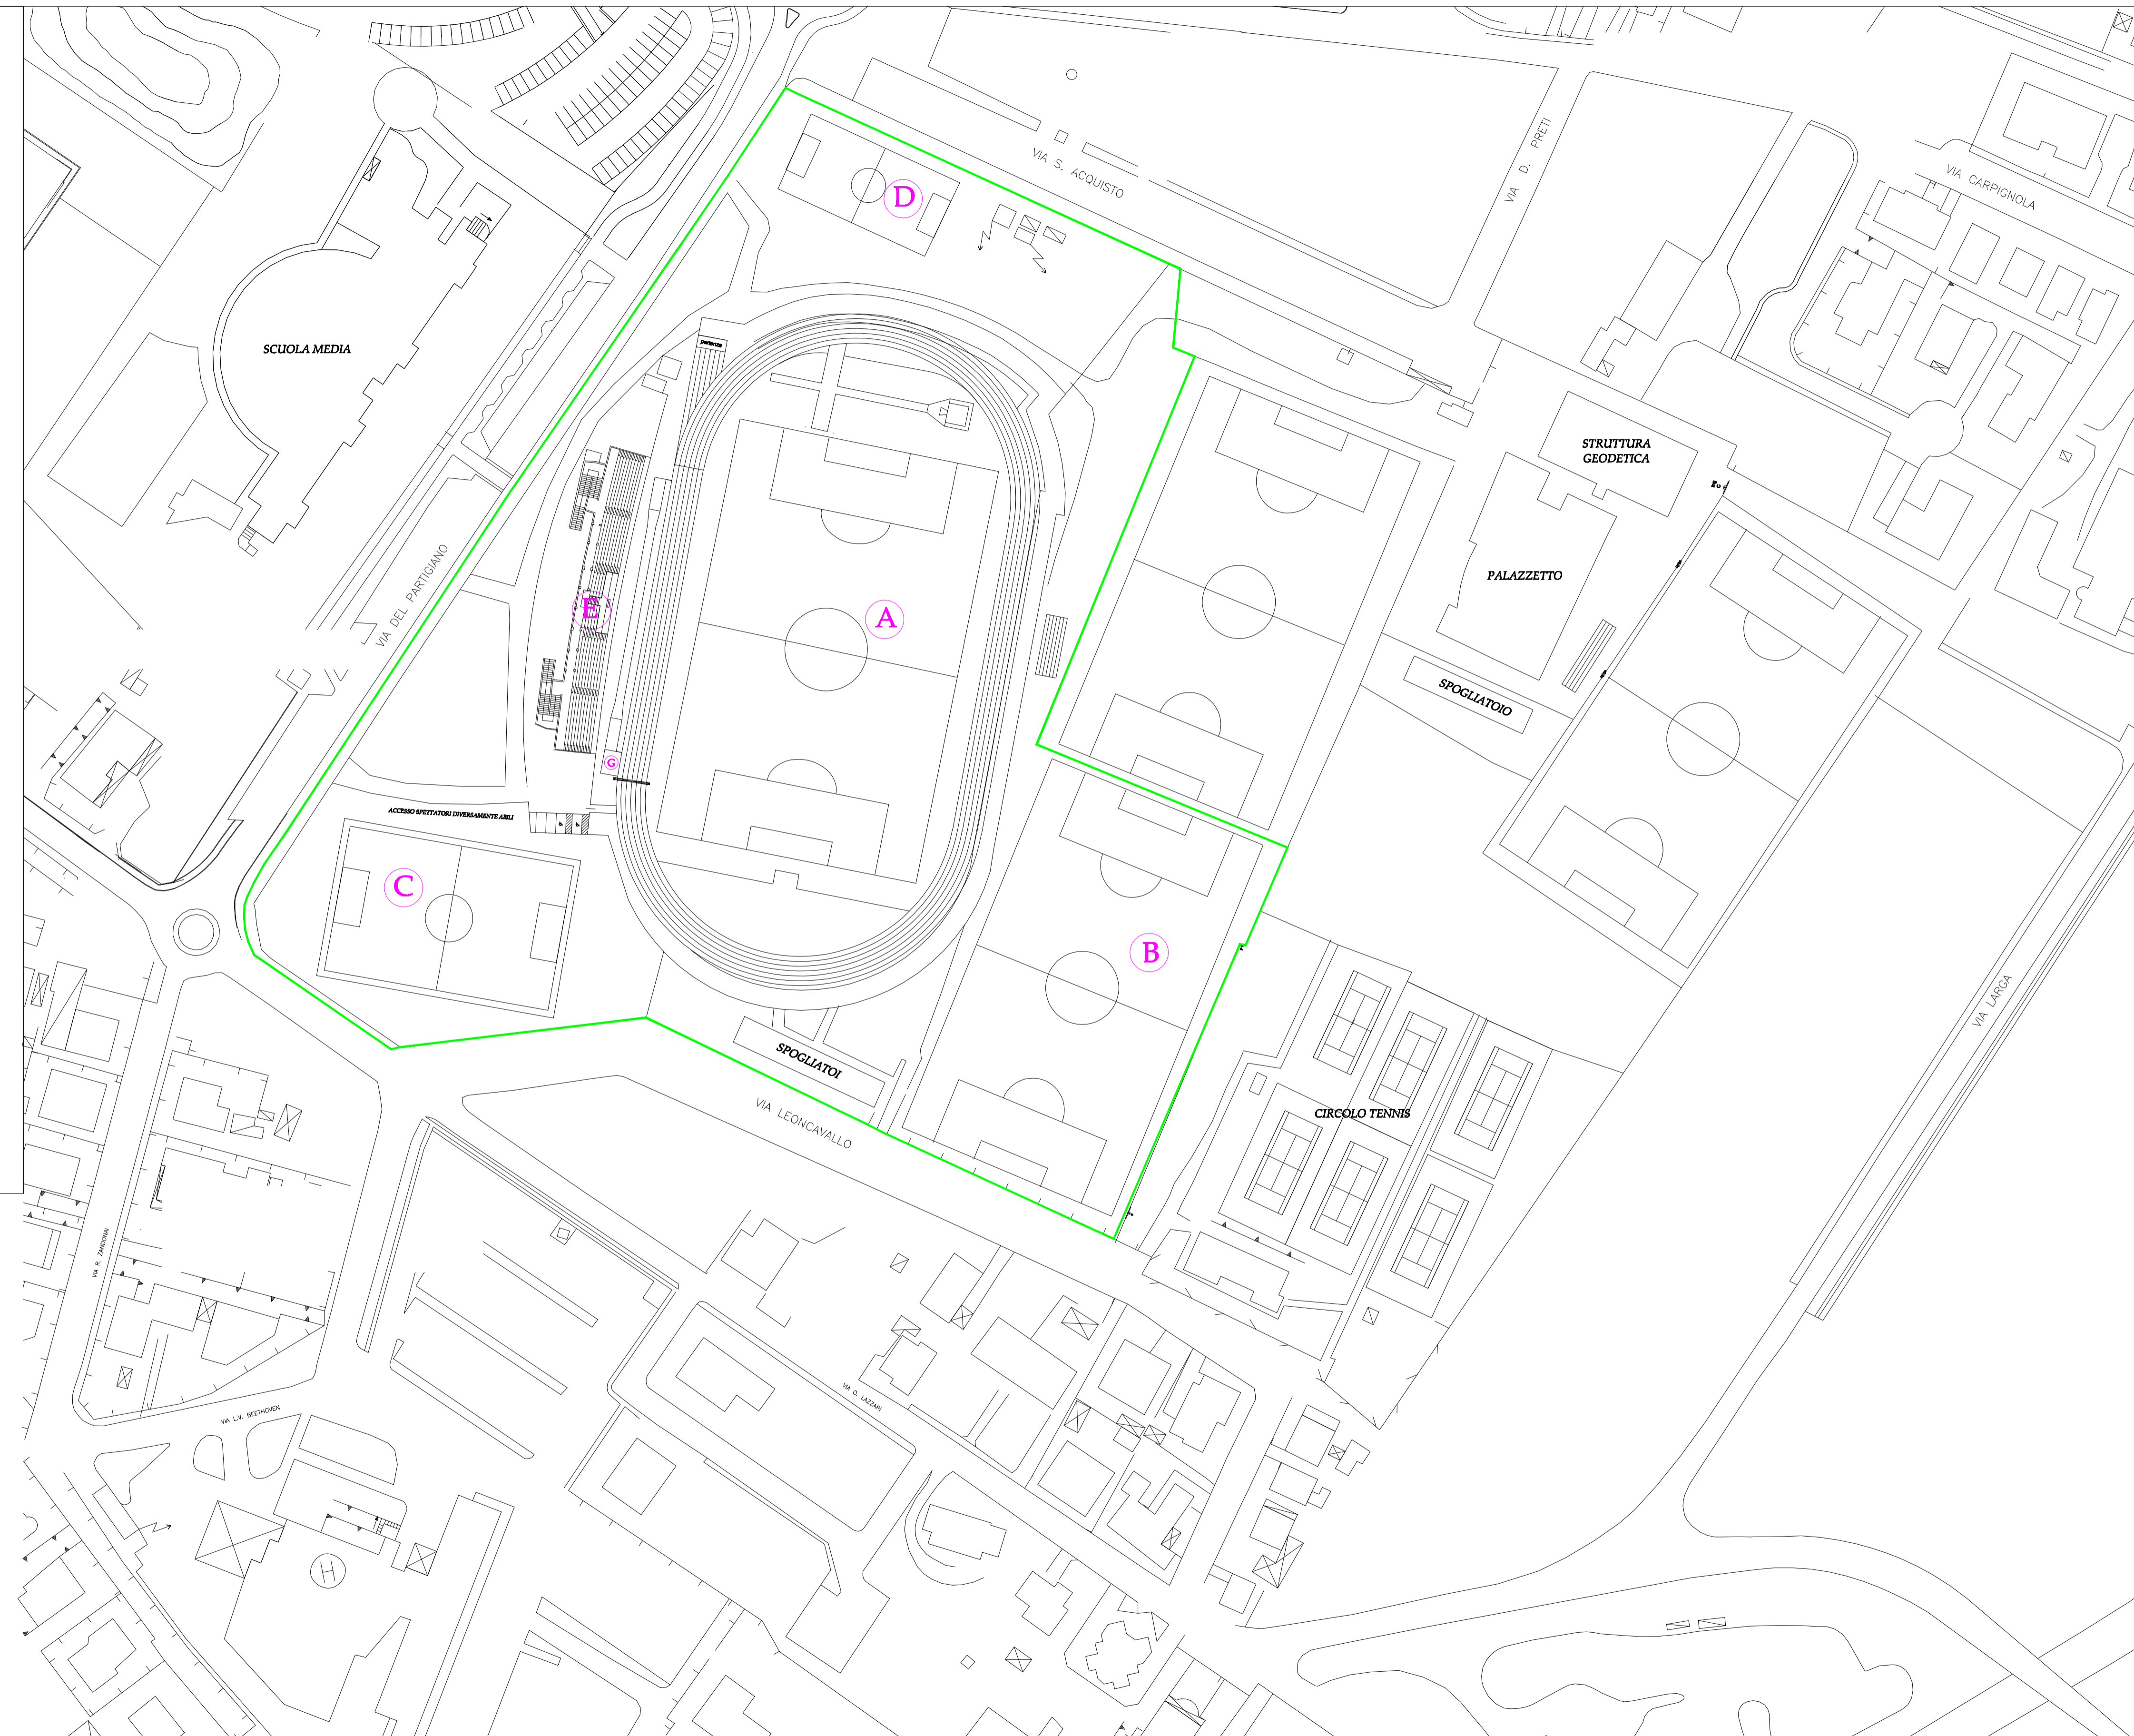 VIA S. ACQUISTO
VIA D. PRETI
VIA CARPIGNOLA
D
SCUOLA MEDIA
partenza
STRUTTURA
GEODETICA
PALAZZETTO
VIA DEL PARTIGIANO
E
A
SPOGLIATOIO
G
ACCESSO SPETTATORI DIVERSAMENTE ABILI
C
B
VIA LARGA
SPOGLIATOI
VIA LEONCAVALLO
CIRCOLO TENNIS
VIA R. ZANDONAI
VIA O. LAZZARI
VIA L.V. BEETHOVEN
H